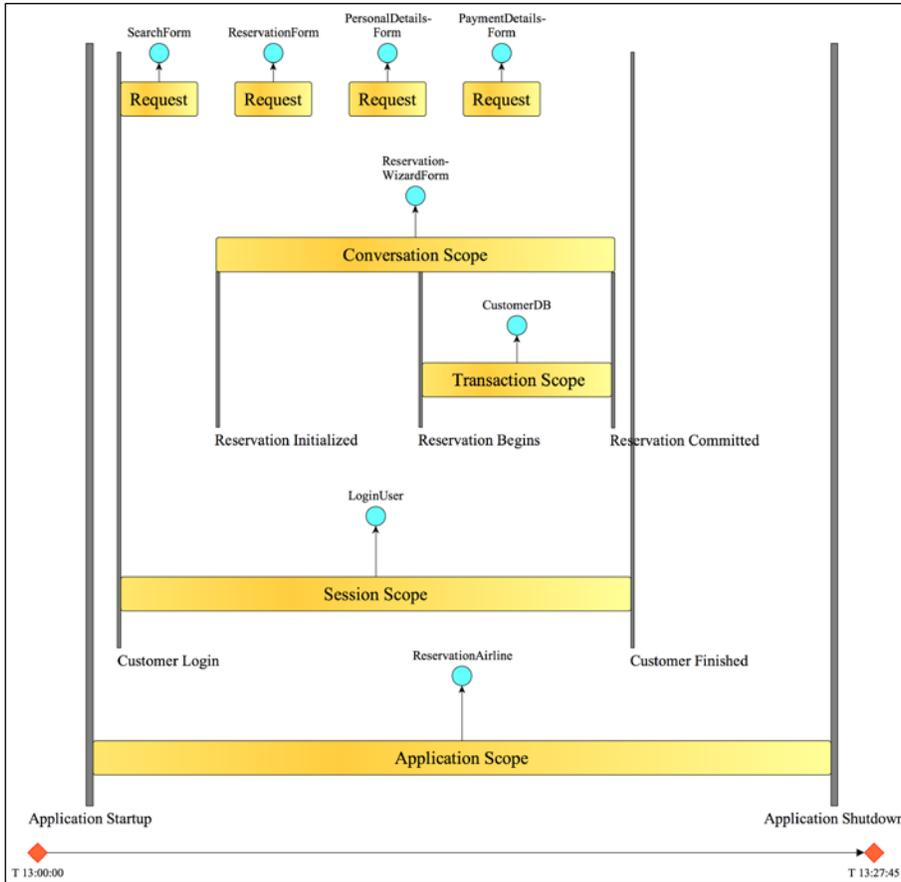 PersonalDetails-
PaymentDetails-
SearchForm
ReservationForm
Form
Form
Request
Request
Request
Request
Reservation-
WizardForm
Conversation Scope
CustomerDB
Transaction Scope
Reservation Initialized
Reservation Begins
Reservation Committed
LoginUser
Session Scope
Customer Login
Customer Finished
ReservationAirline
Application Scope
Application Startup
Application Shutdown
T 13:00:00
T 13:27:45